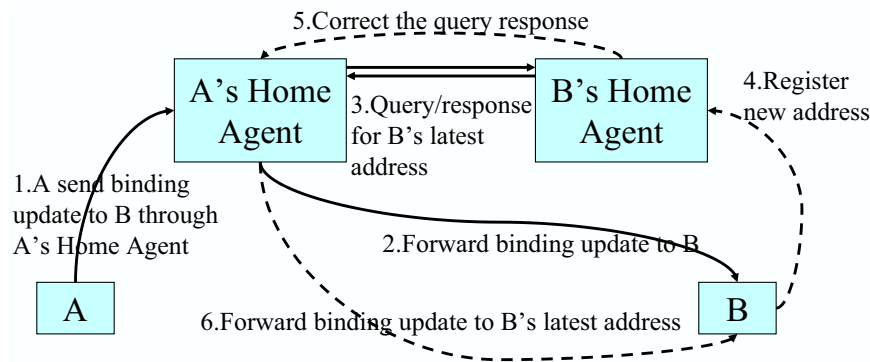 5.Correct the query response
A's Home
Agent
B's Home
Agent
4.Register
new address
3.Query/response
for B's latest
address
1.A send binding
update to B through
A's Home Agent
2.Forward binding update to B
A
B
6.Forward binding update to B's latest address